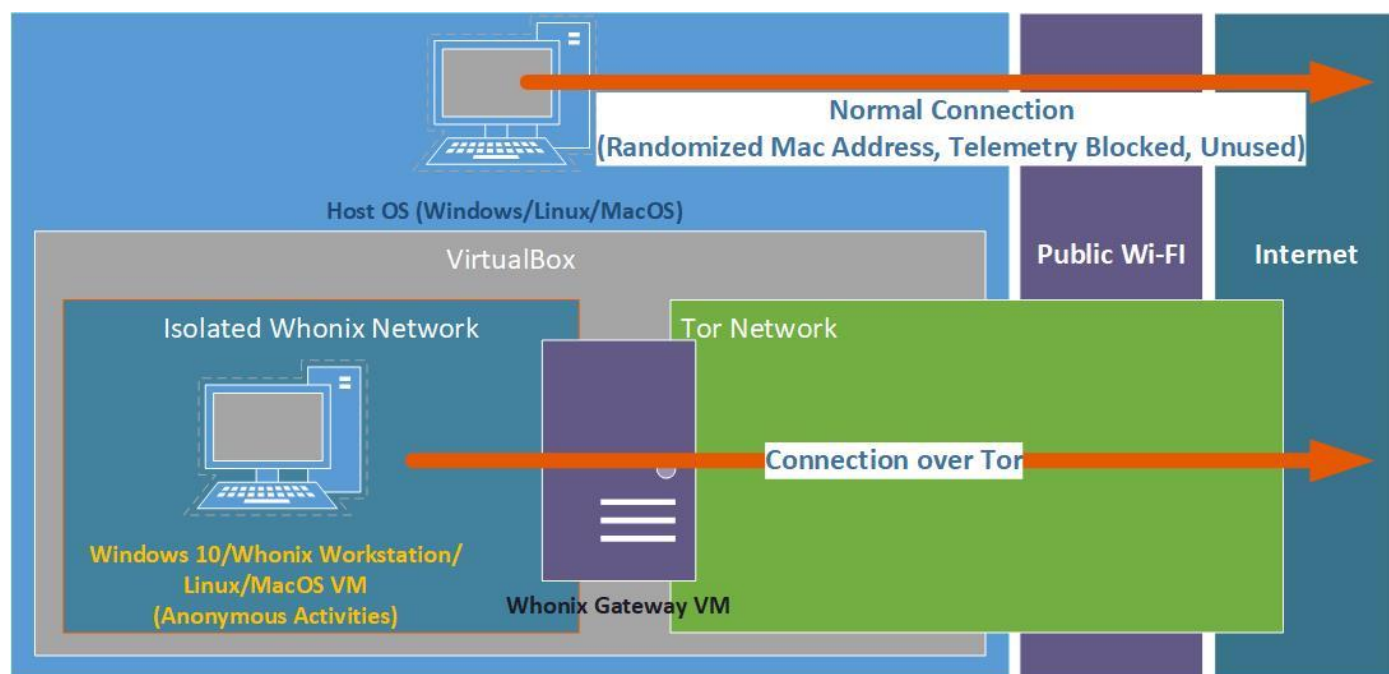 Normal Connection
(Randomized Mac Address, Telemetry Blocked, Unused)
Host OS (Windows/Linux/MacOS)
VirtualBox
Public Wi-FI
Internet
Isolated Whonix Network
Tor Network
Connection over Tor
Windows 10/Whonix Workstation/
Linux/MacOS VM
(Anonymous Activities)
Whonix Gateway VM